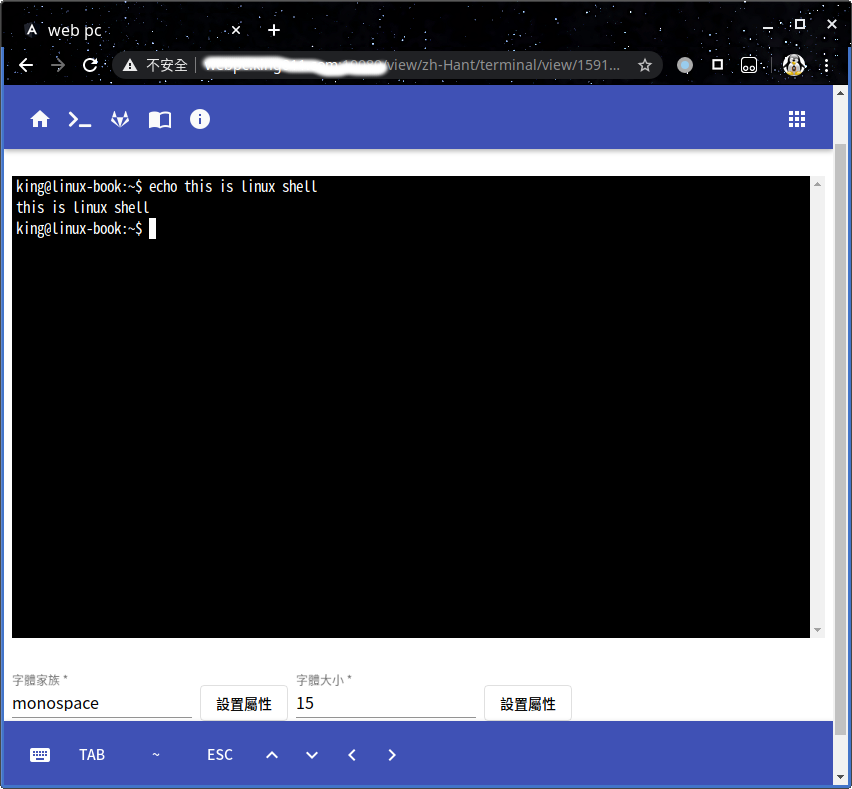 web pc
不安全 /view/zh-Hant/terminal/view/1591...
king@linux-book:~$ echo this is linux shell
this is linux shell
king@linux-book:~$
字體家族 *
monospace
設置屬性
字體大小 *
15
設置屬性
TAB ~ ESC